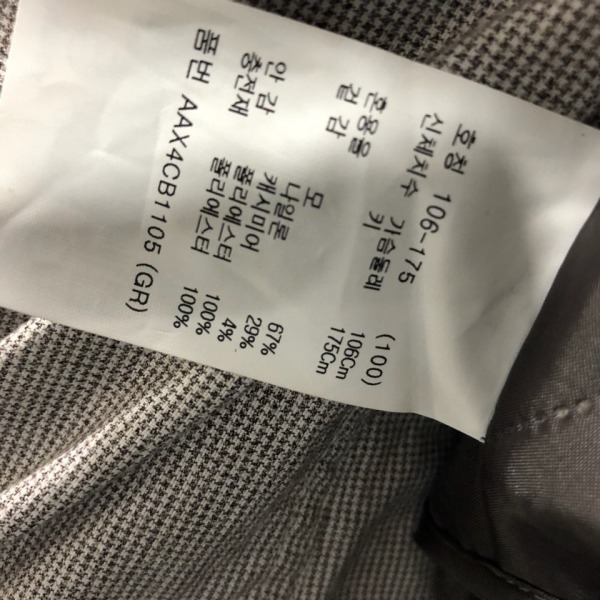 호칭 106-175 (100)
신체치수 가슴둘레 106Cm
키 175Cm
혼용율
겉감 모 67%
나일론 29%
캐시미어 4%
안감 폴리에스터 100%
충전재 폴리에스터 100%
품번 AAX4CB1105 (GR)